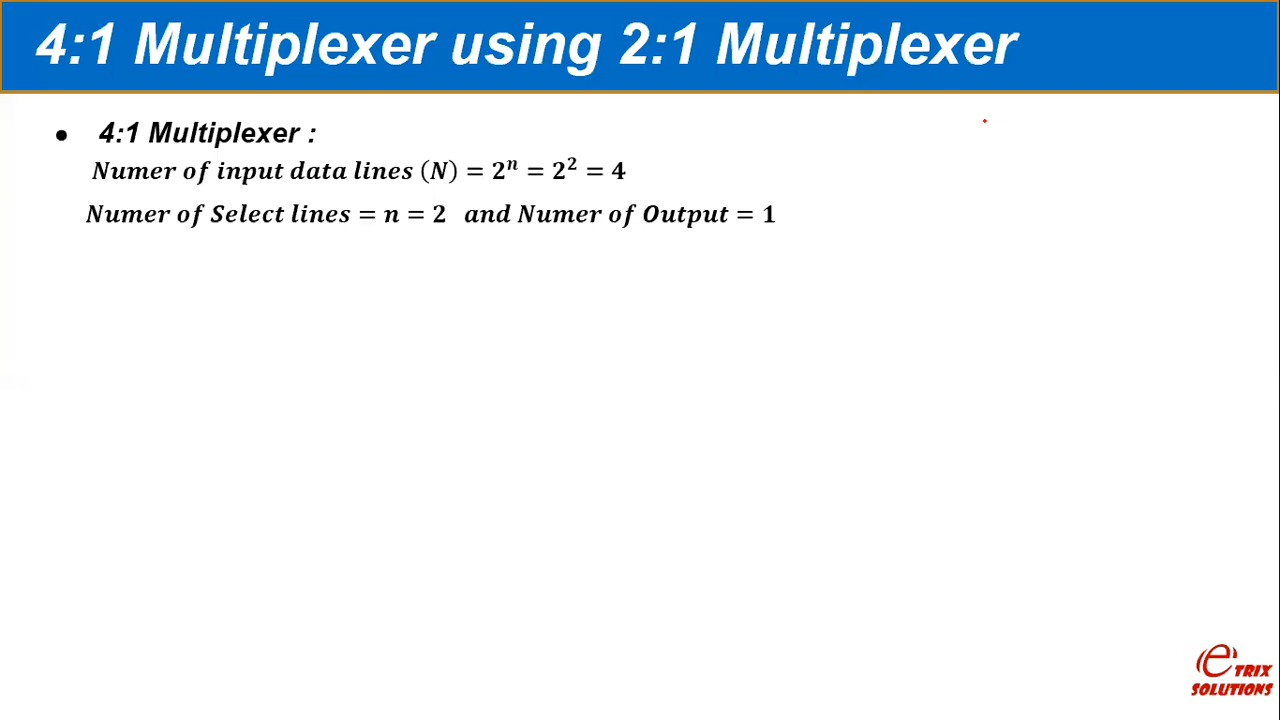 4:1 Multiplexer using 2:1 Multiplexer
• 4:1 Multiplexer :
Numer of input data lines (N) = 2ⁿ = 2² = 4
Numer of Select lines = n = 2 and Numer of Output = 1
eTRIX
SOLUTIONS